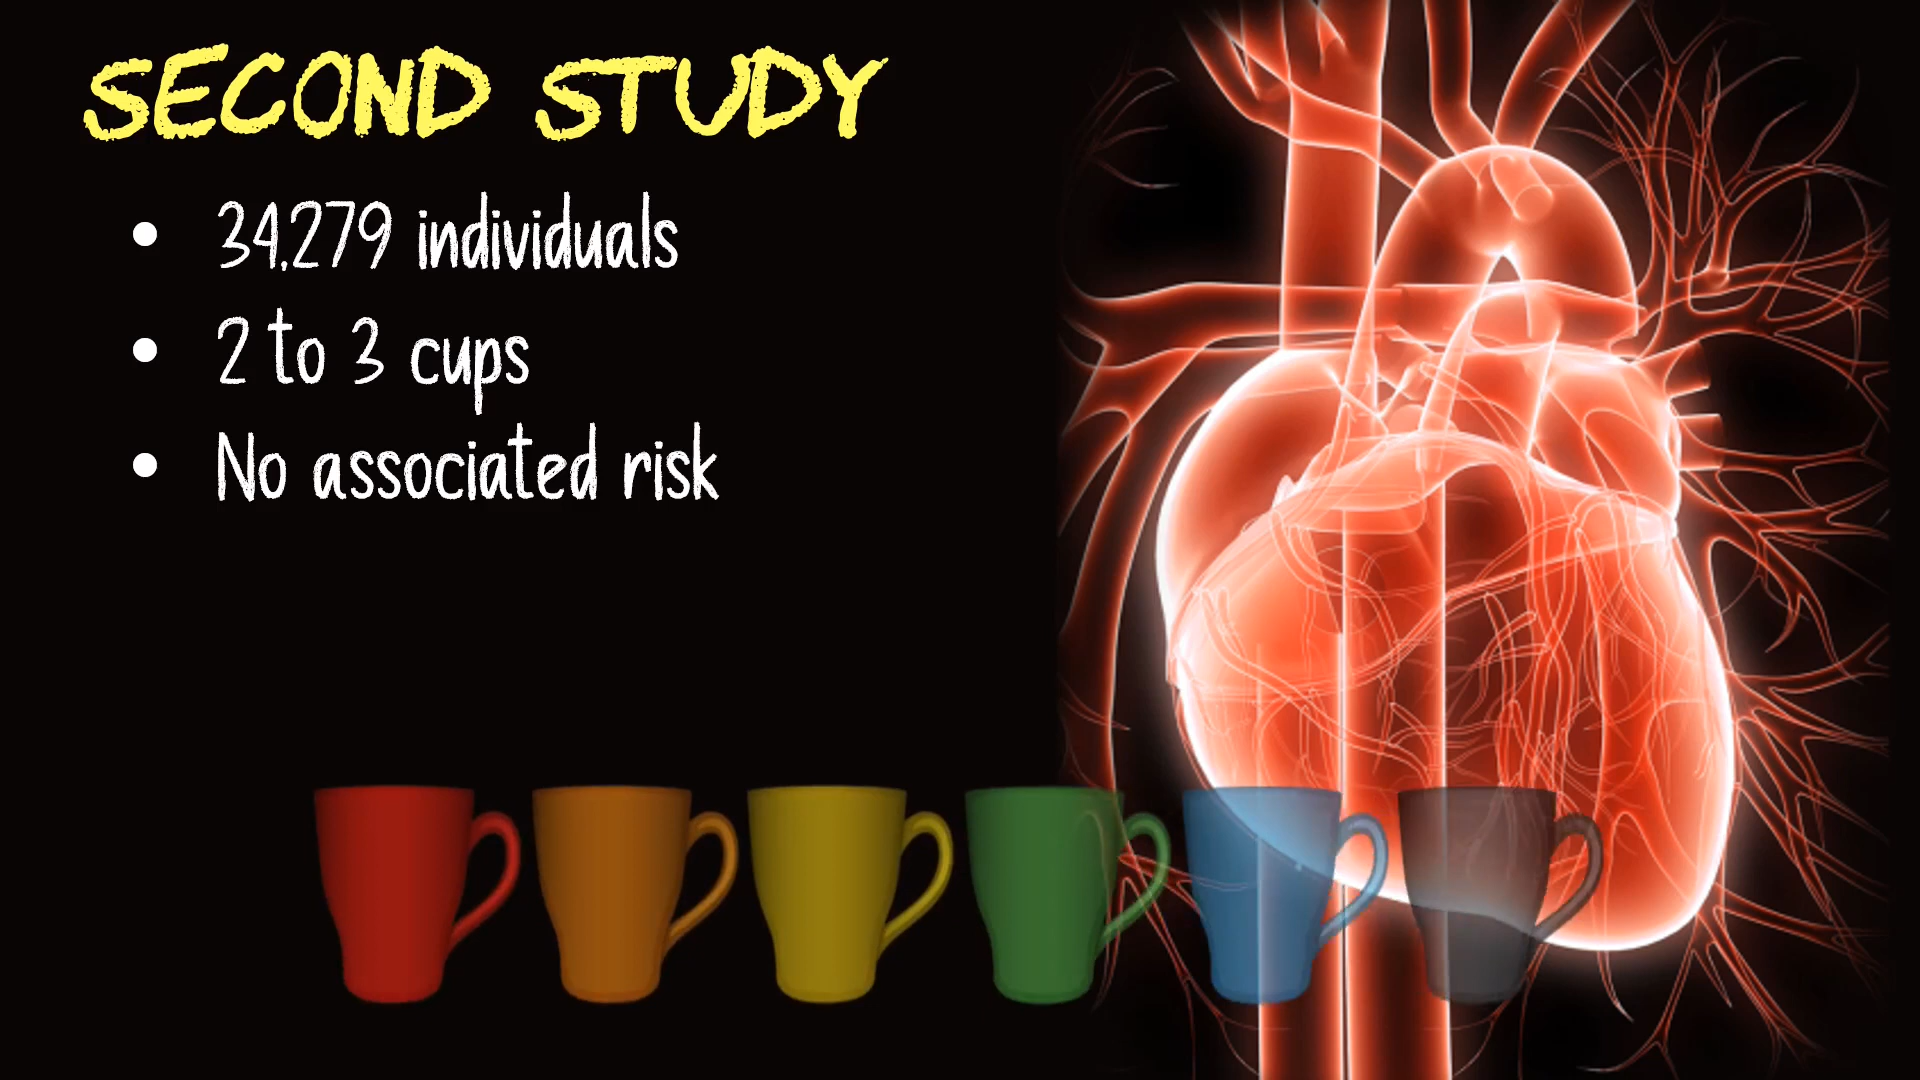 SECOND STUDY
• 34,279 individuals
• 2 to 3 cups
• No associated risk